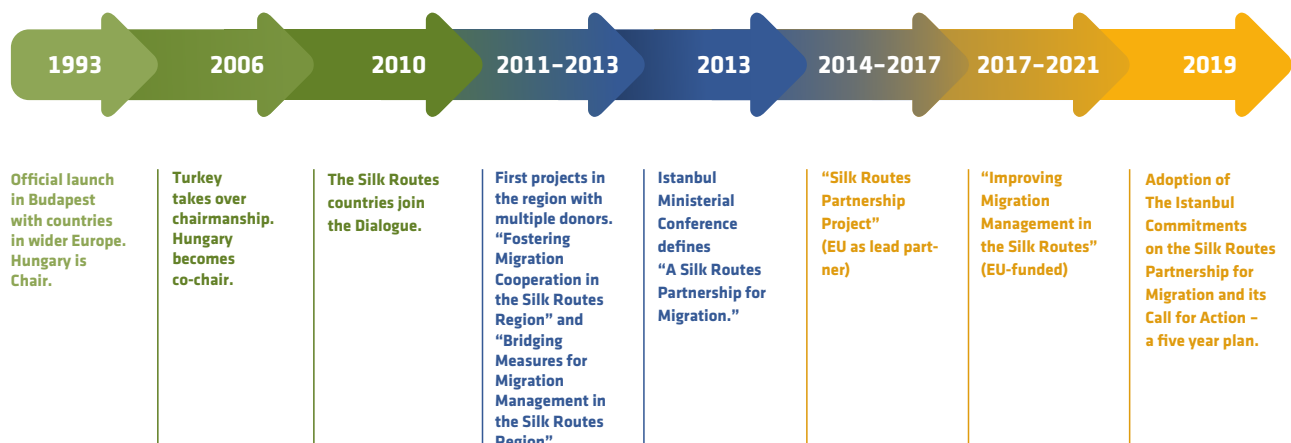 1993
2006
2010
2011–2013
2013
2014–2017
2017–2021
2019
Official launch
in Budapest
with countries
in wider Europe.
Hungary is
Chair.
Turkey
takes over
chairmanship.
Hungary
becomes
co-chair.
The Silk Routes
countries join
the Dialogue.
First projects in
the region with
multiple donors.
“Fostering
Migration
Cooperation in
the Silk Routes
Region” and
“Bridging
Measures for
Migration
Management in
the Silk Routes
Region”
Istanbul
Ministerial
Conference
defines
“A Silk Routes
Partnership for
Migration.”
“Silk Routes
Partnership
Project”
(EU as lead part-
ner)
“Improving
Migration
Management in
the Silk Routes”
(EU-funded)
Adoption of
The Istanbul
Commitments
on the Silk Routes
Partnership for
Migration and its
Call for Action –
a five year plan.